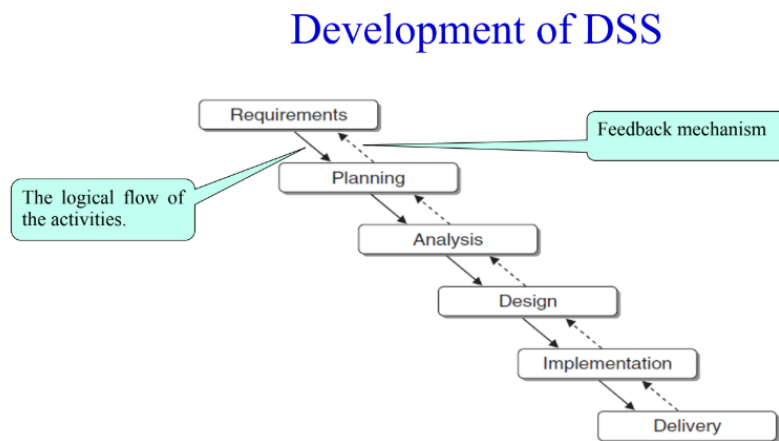 Development of DSS
Requirements
Feedback mechanism
Planning
The logical flow of
the activities.
Analysis
Design
Implementation
Delivery